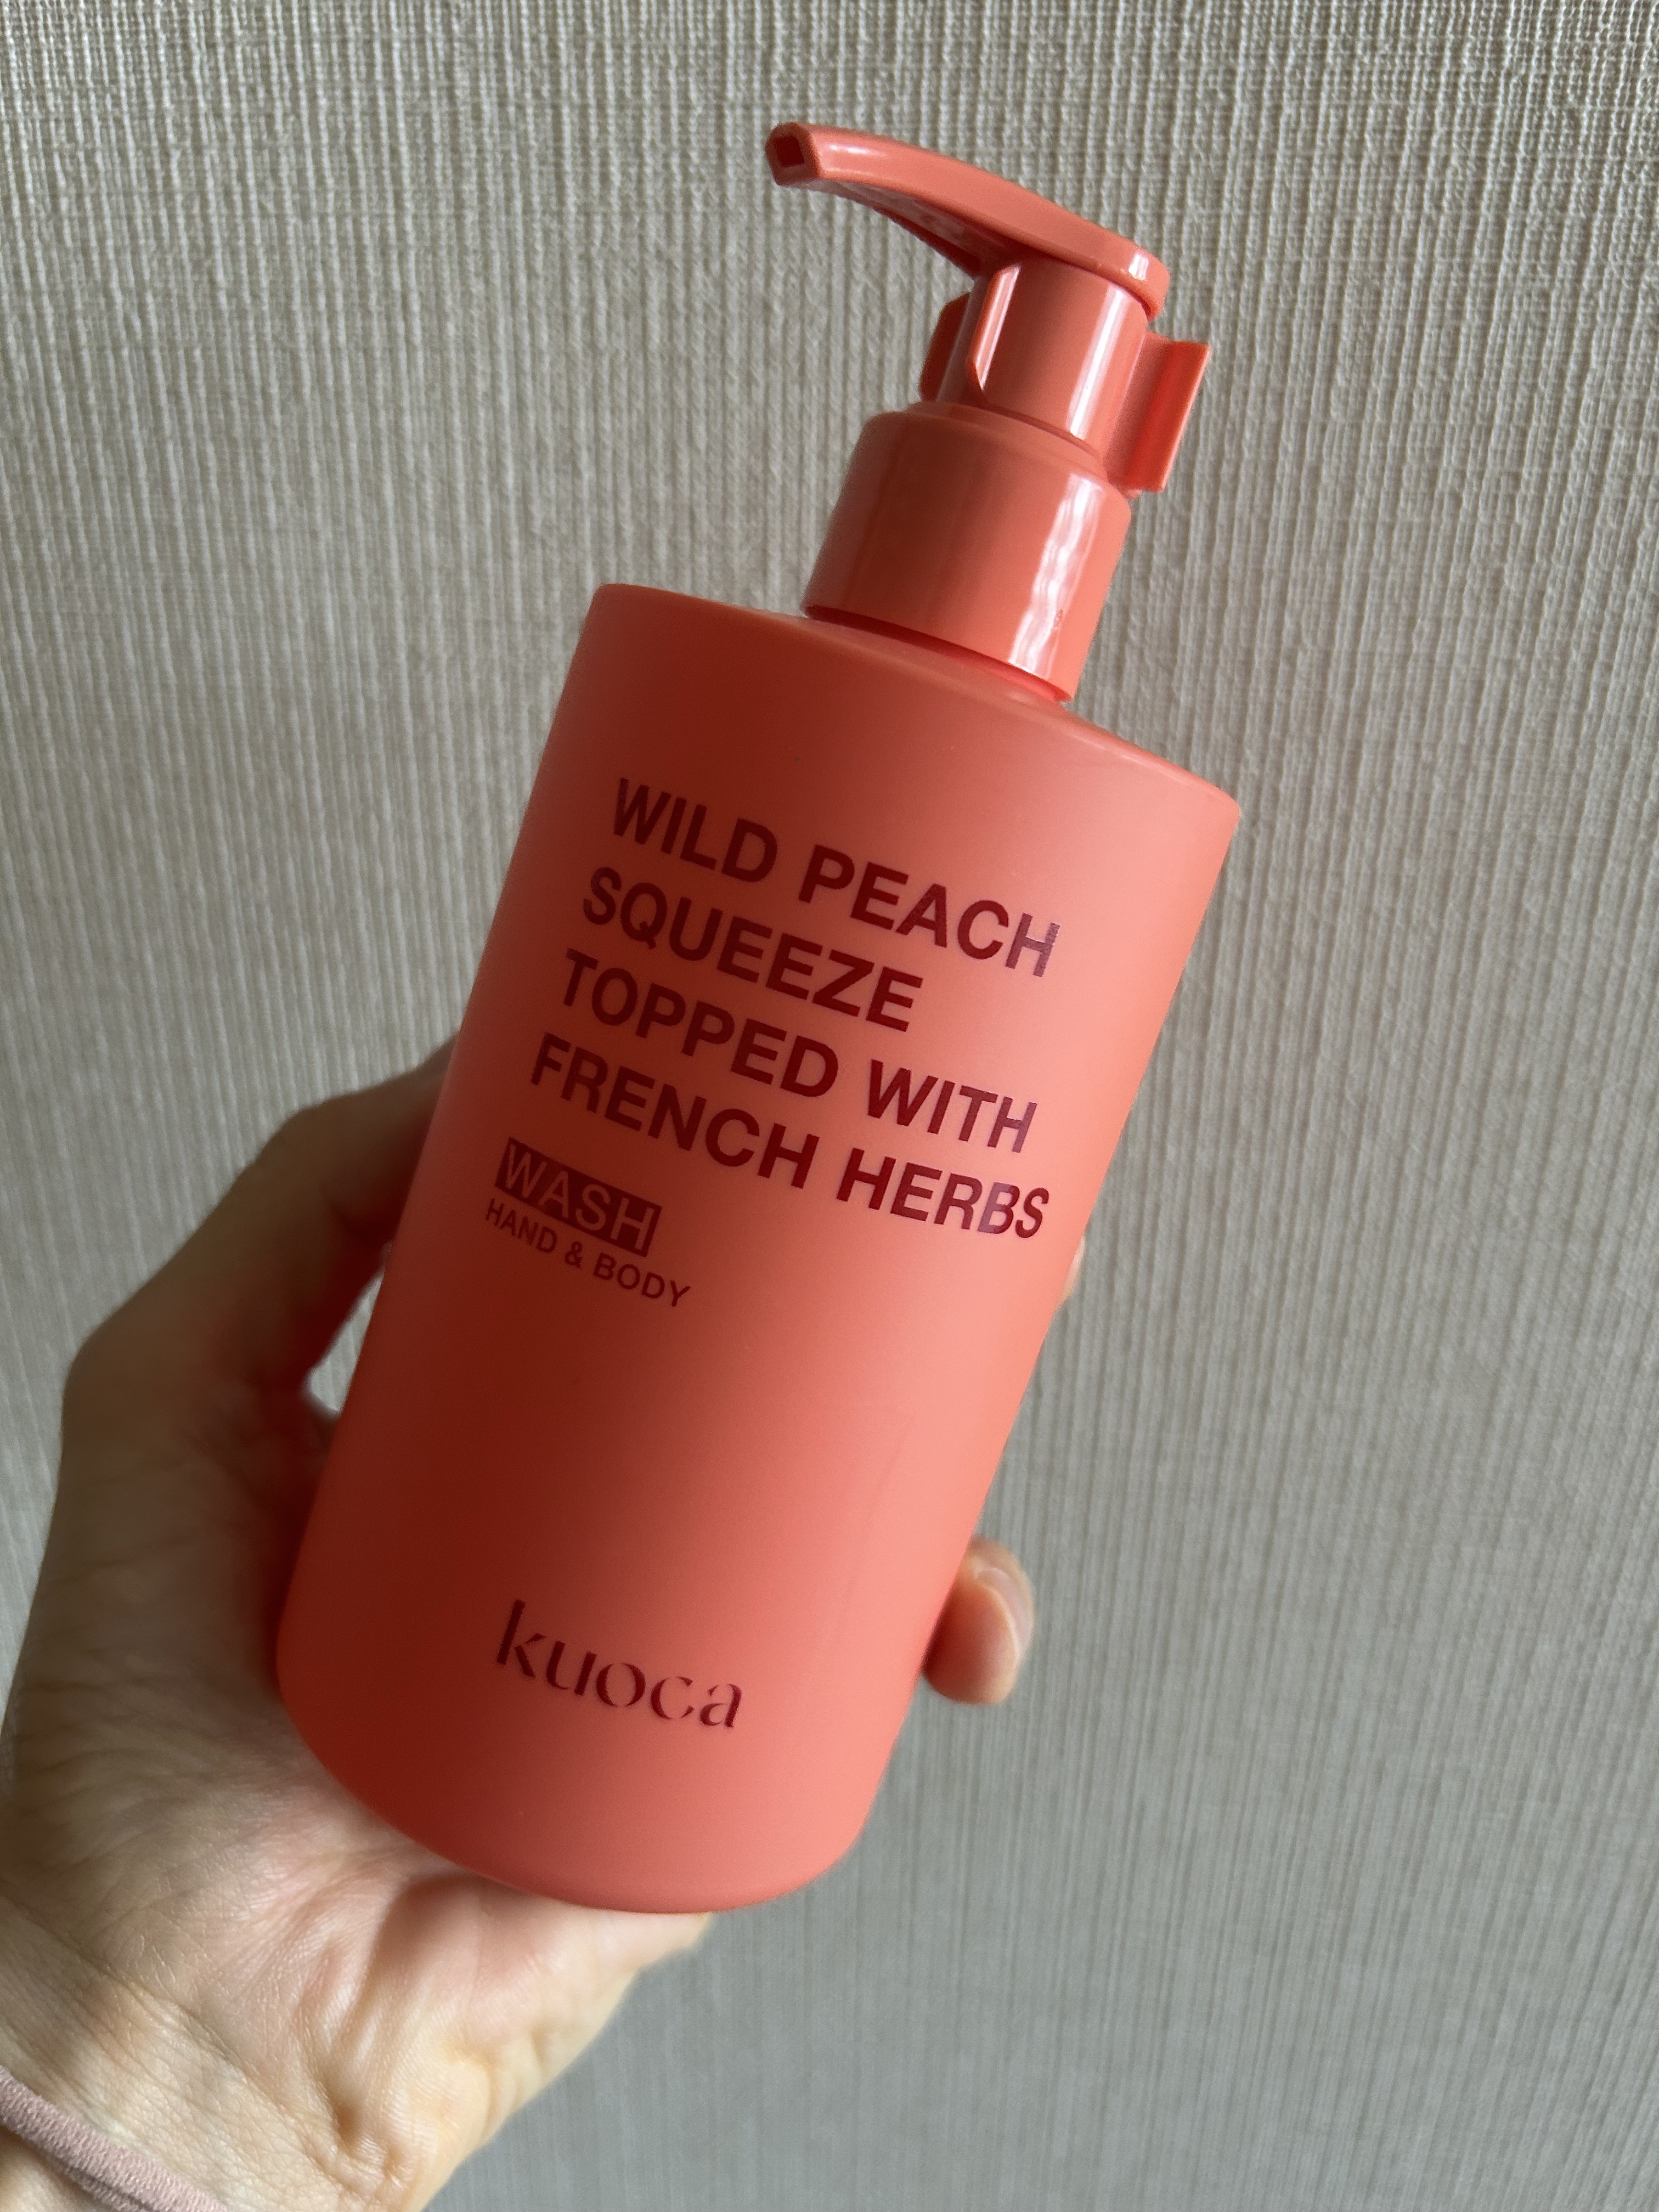 WILD PEACH
SQUEEZE
TOPPED WITH
FRENCH HERBS
WASH
HAND & BODY
kuoca